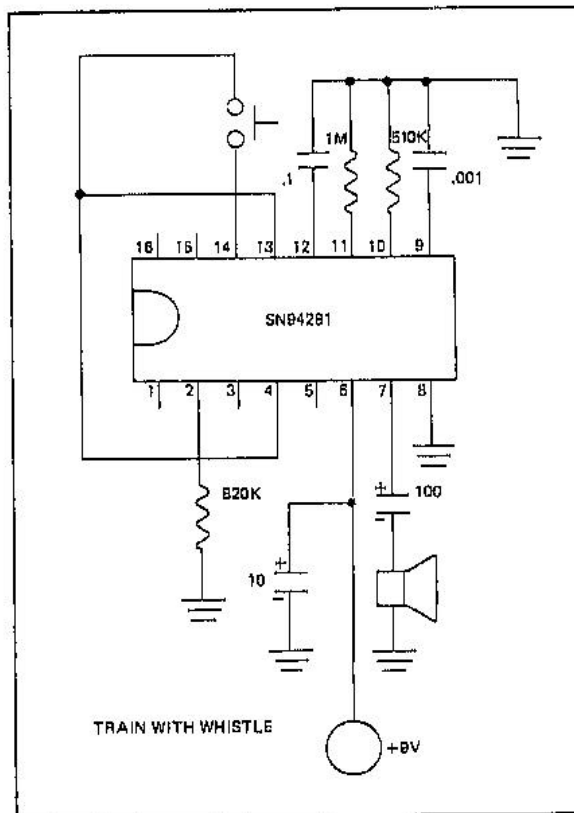 1M
510K
.1
.001
16 15 14 13 12 11 10 9
SN94281
1 2 3 4 5 6 7 8
820K
+
100
-
+
10
-
TRAIN WITH WHISTLE
+9V